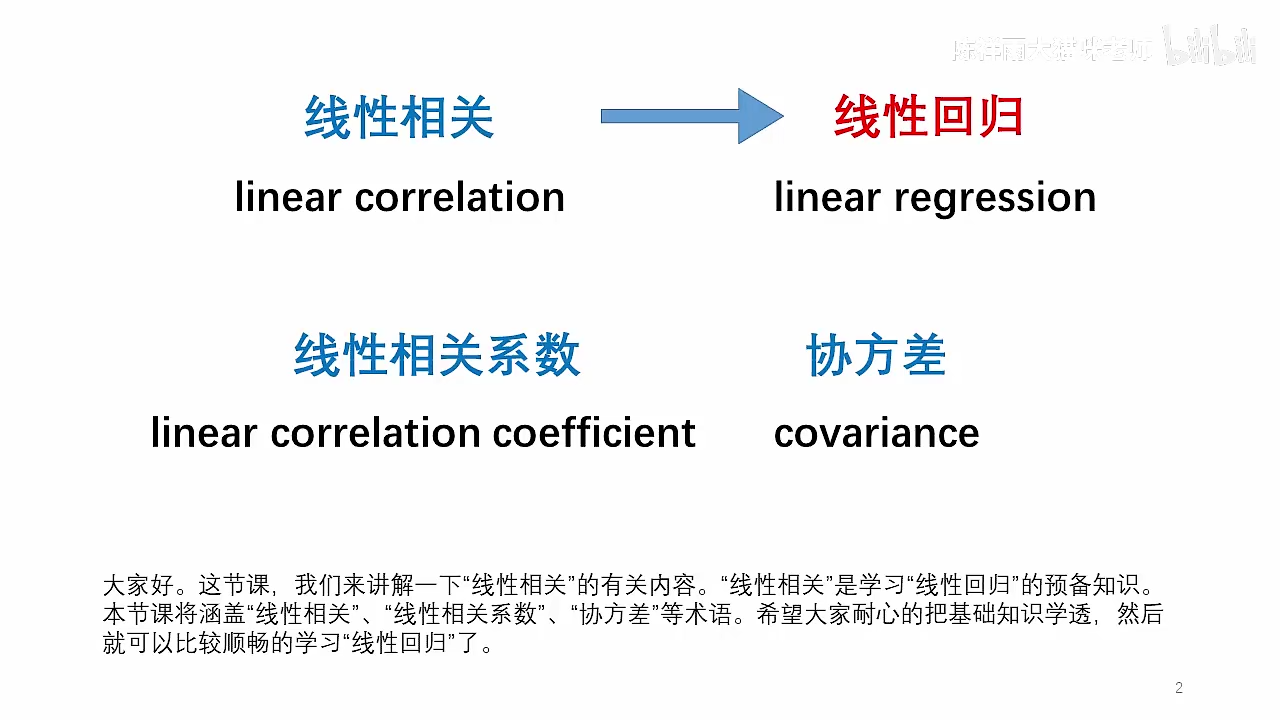 线性相关 线性回归
linear correlation linear regression
线性相关系数 协方差
linear correlation coefficient covariance
大家好。这节课，我们来讲解一下“线性相关”的有关内容。“线性相关”是学习“线性回归”的预备知识。
本节课将涵盖“线性相关”、“线性相关系数”、“协方差”等术语。希望大家耐心的把基础知识学透，然后
就可以比较顺畅的学习“线性回归”了。
2